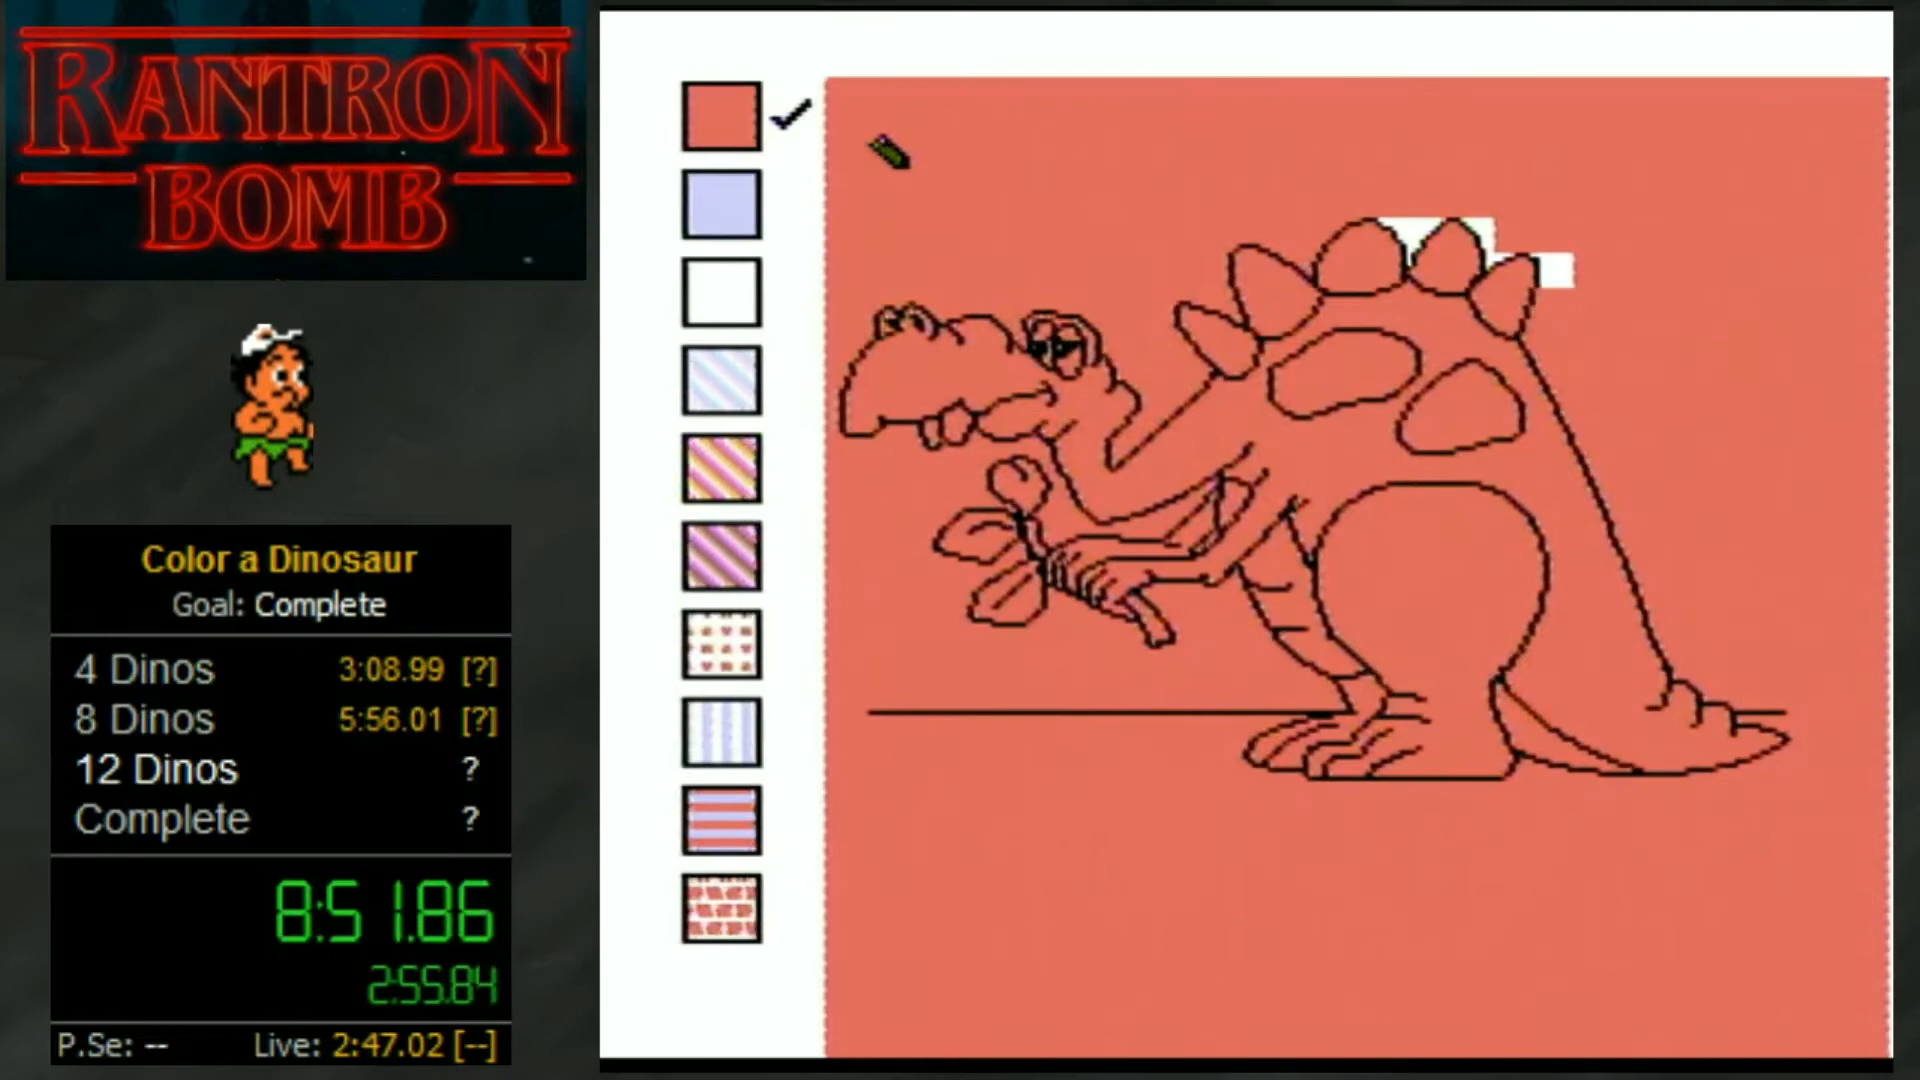 RANTRON
BOMB
Color a Dinosaur
Goal: Complete
4 Dinos 3:08.99 [?]
8 Dinos 5:56.01 [?]
12 Dinos ?
Complete ?
8:51.86
2:55.84
P.Se: -- Live: 2:47.02 [--]